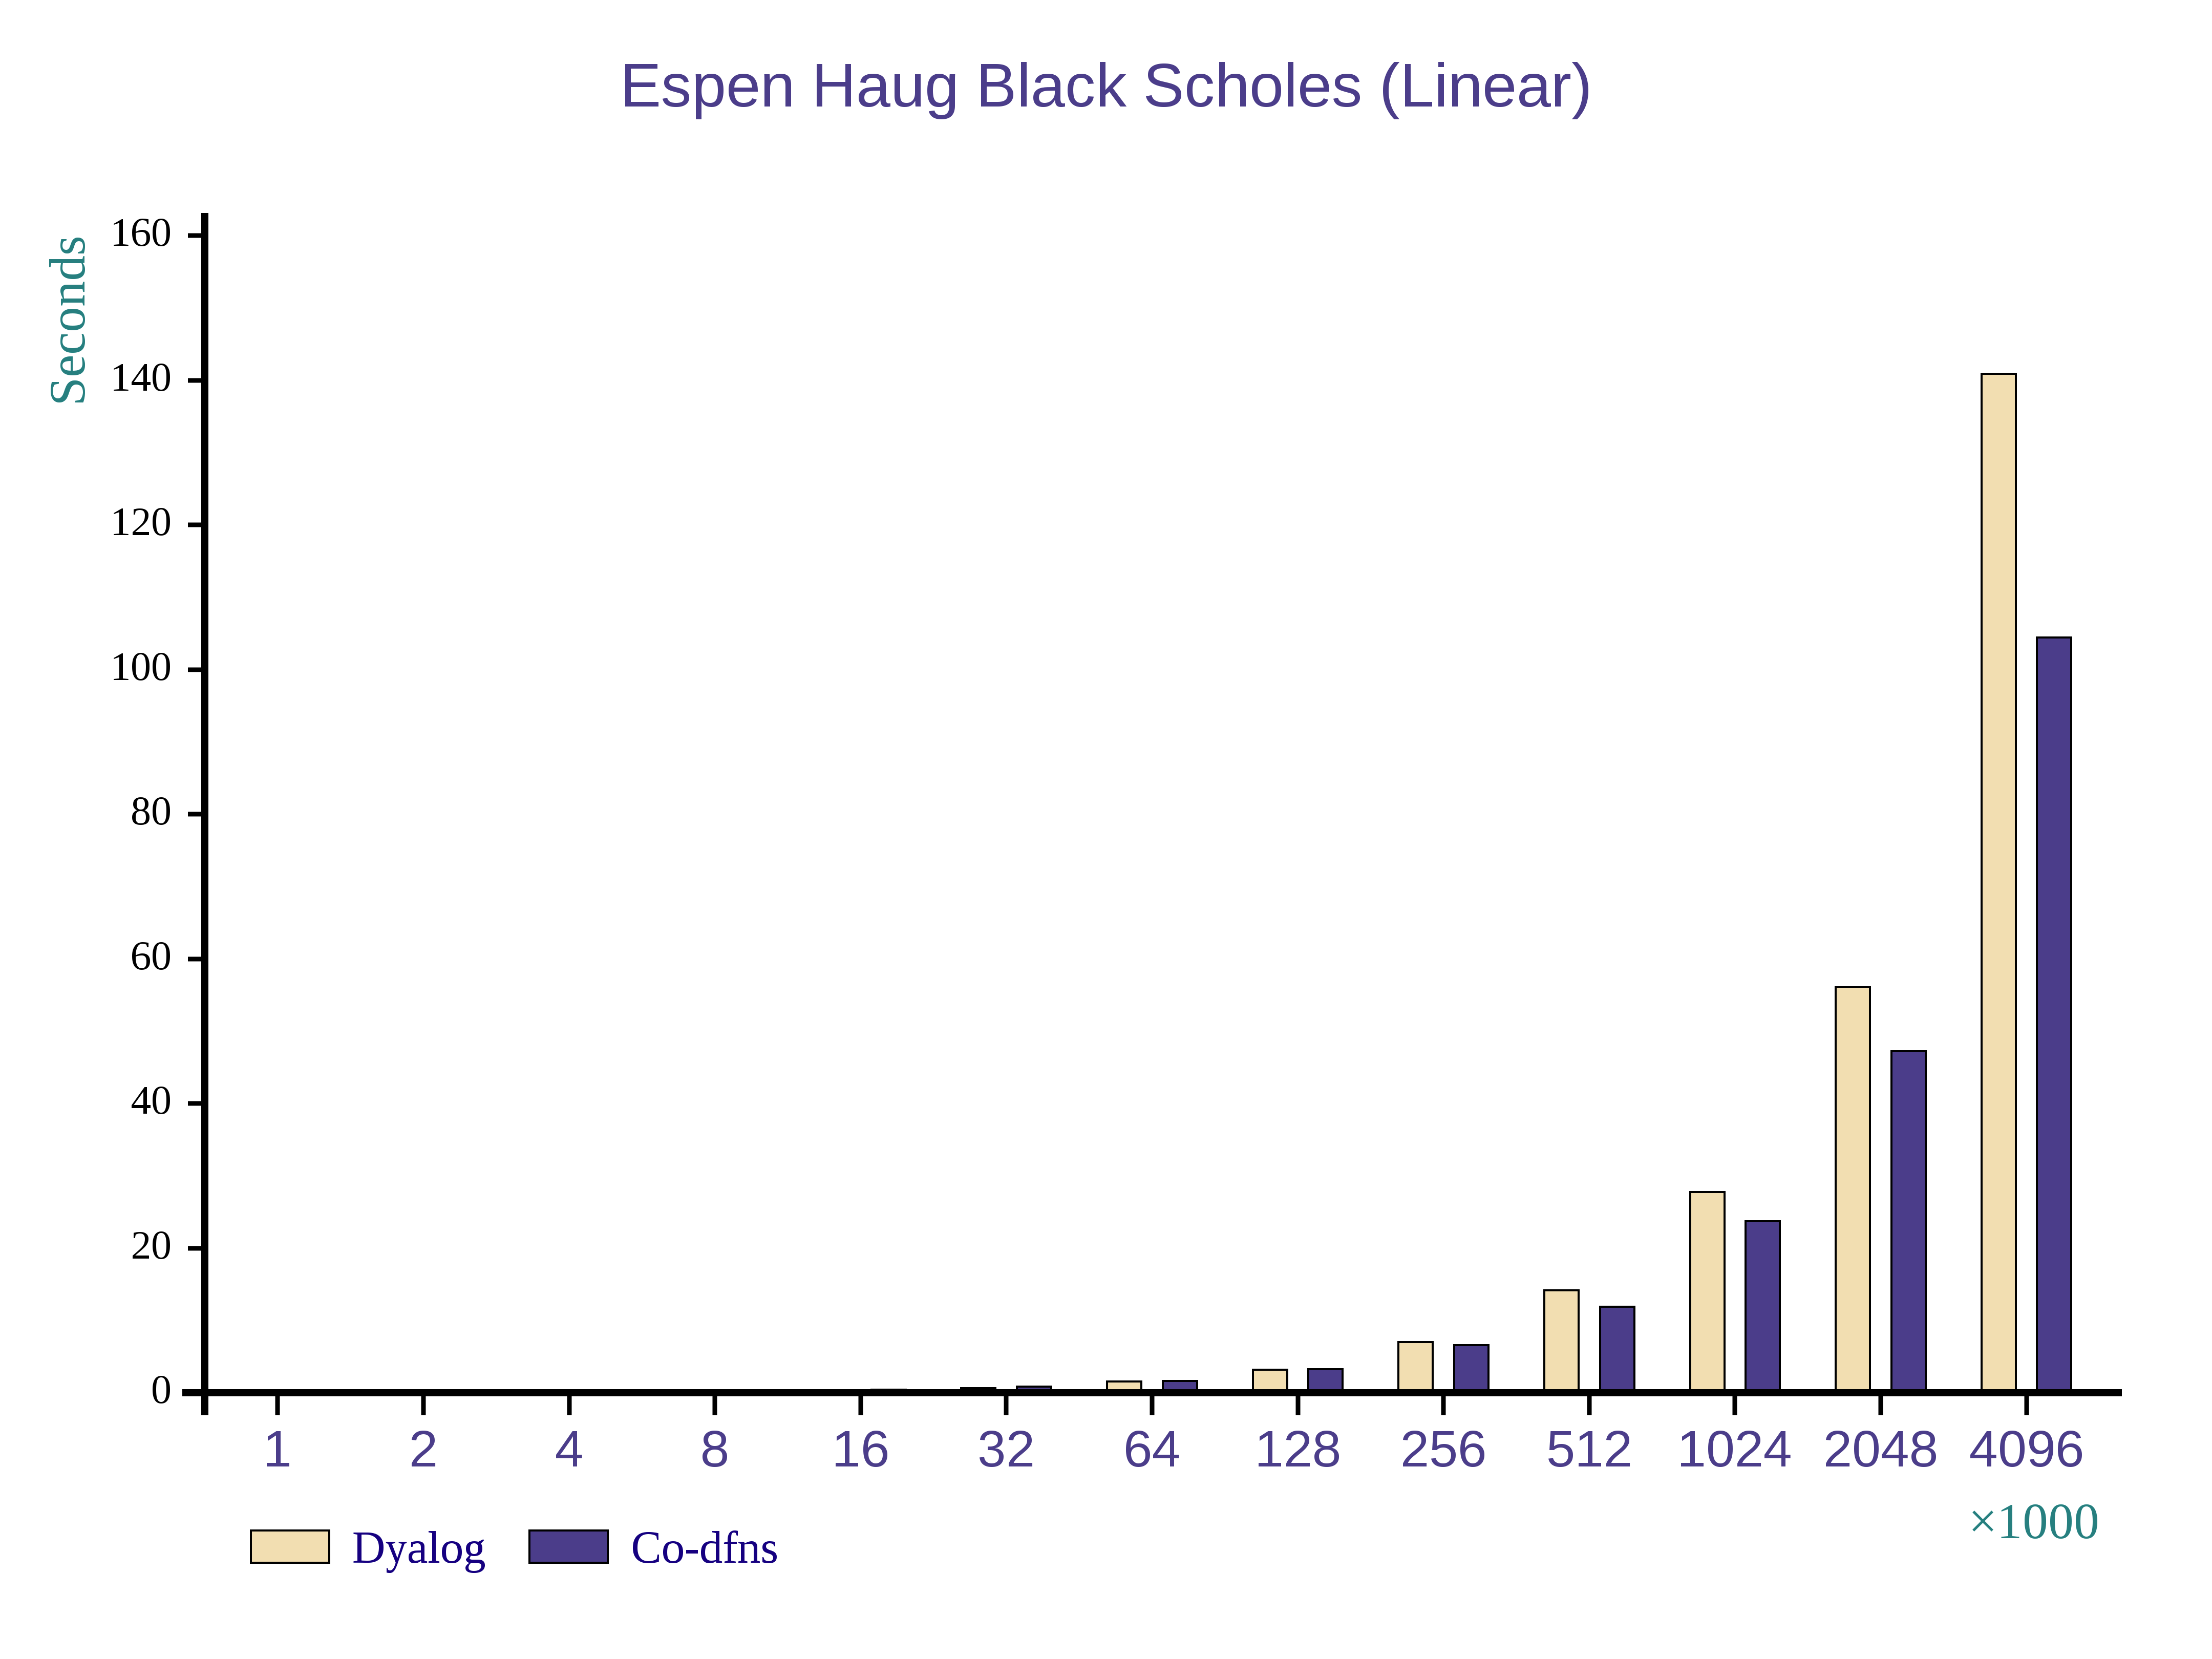 Espen Haug Black Scholes (Linear)
Seconds
160
140
120
100
80
60
40
20
0
1 2 4 8 16 32 64 128 256 512 1024 2048 4096
×1000
Dyalog Co-dfns